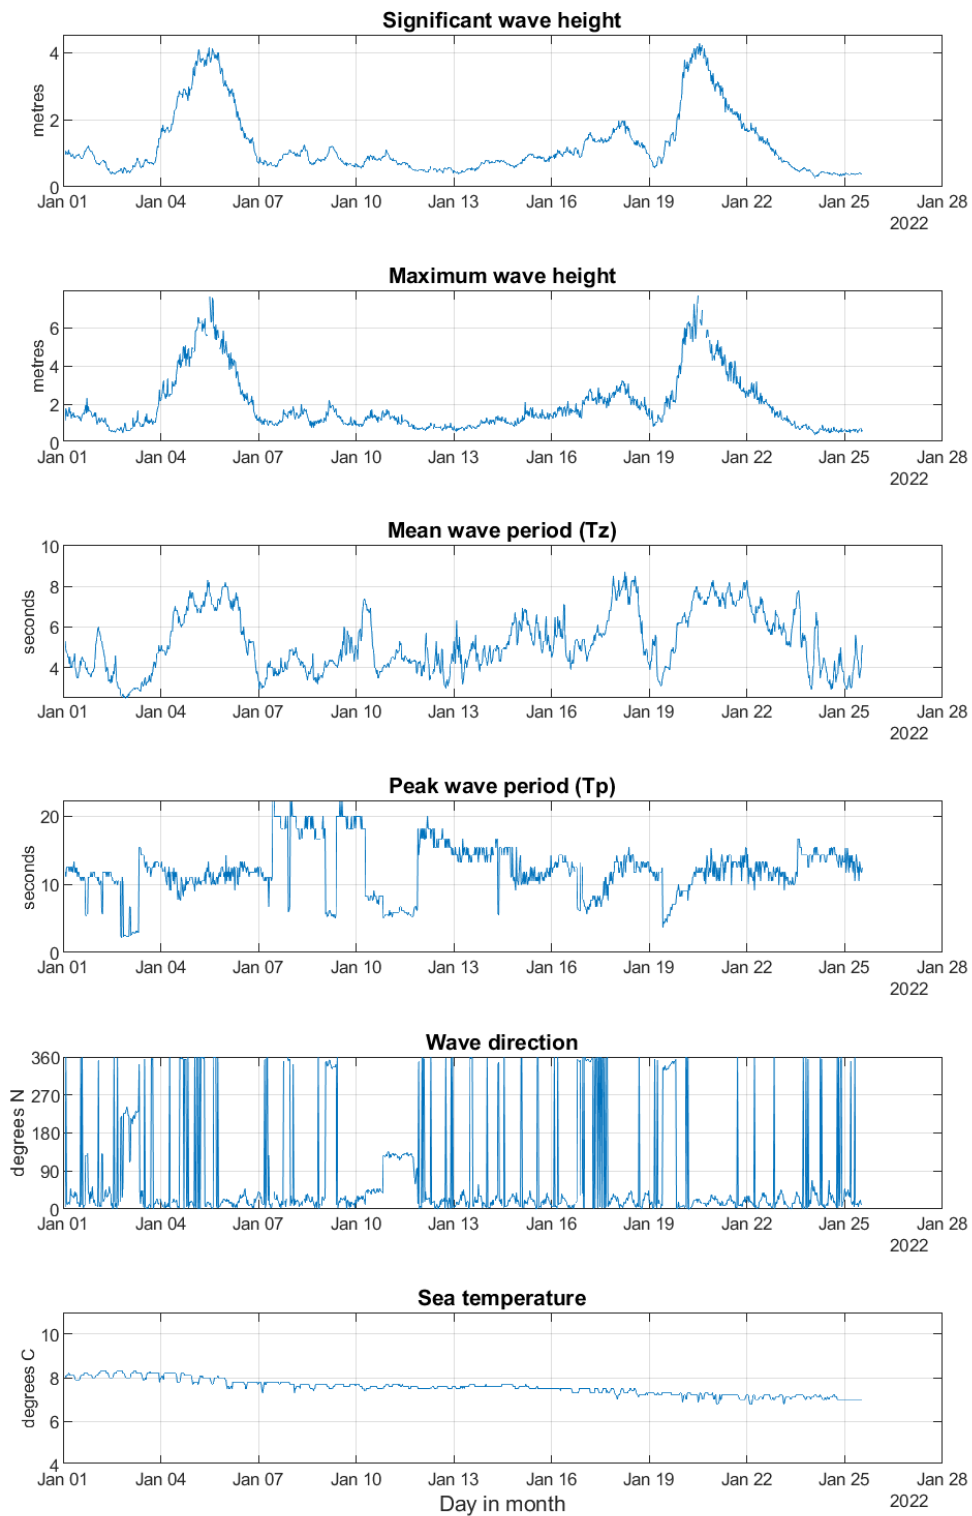 Significant wave height
4
2
0
metres
Jan 01 Jan 04 Jan 07 Jan 10 Jan 13 Jan 16 Jan 19 Jan 22 Jan 25 Jan 28
2022
Maximum wave height
6
4
2
0
metres
Jan 01 Jan 04 Jan 07 Jan 10 Jan 13 Jan 16 Jan 19 Jan 22 Jan 25 Jan 28
2022
Mean wave period (Tz)
10
8
6
4
seconds
Jan 01 Jan 04 Jan 07 Jan 10 Jan 13 Jan 16 Jan 19 Jan 22 Jan 25 Jan 28
2022
Peak wave period (Tp)
20
10
0
seconds
Jan 01 Jan 04 Jan 07 Jan 10 Jan 13 Jan 16 Jan 19 Jan 22 Jan 25 Jan 28
2022
Wave direction
360
270
180
90
0
degrees N
Jan 01 Jan 04 Jan 07 Jan 10 Jan 13 Jan 16 Jan 19 Jan 22 Jan 25 Jan 28
2022
Sea temperature
10
8
6
4
degrees C
Jan 01 Jan 04 Jan 07 Jan 10 Jan 13 Jan 16 Jan 19 Jan 22 Jan 25 Jan 28
Day in month
2022